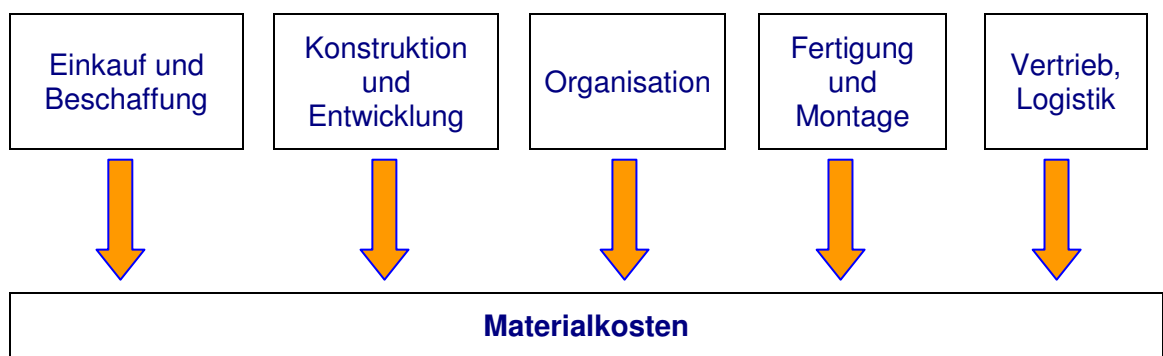 Einkauf und
Beschaffung
Konstruktion
und
Entwicklung
Organisation
Fertigung
und
Montage
Vertrieb,
Logistik
Materialkosten